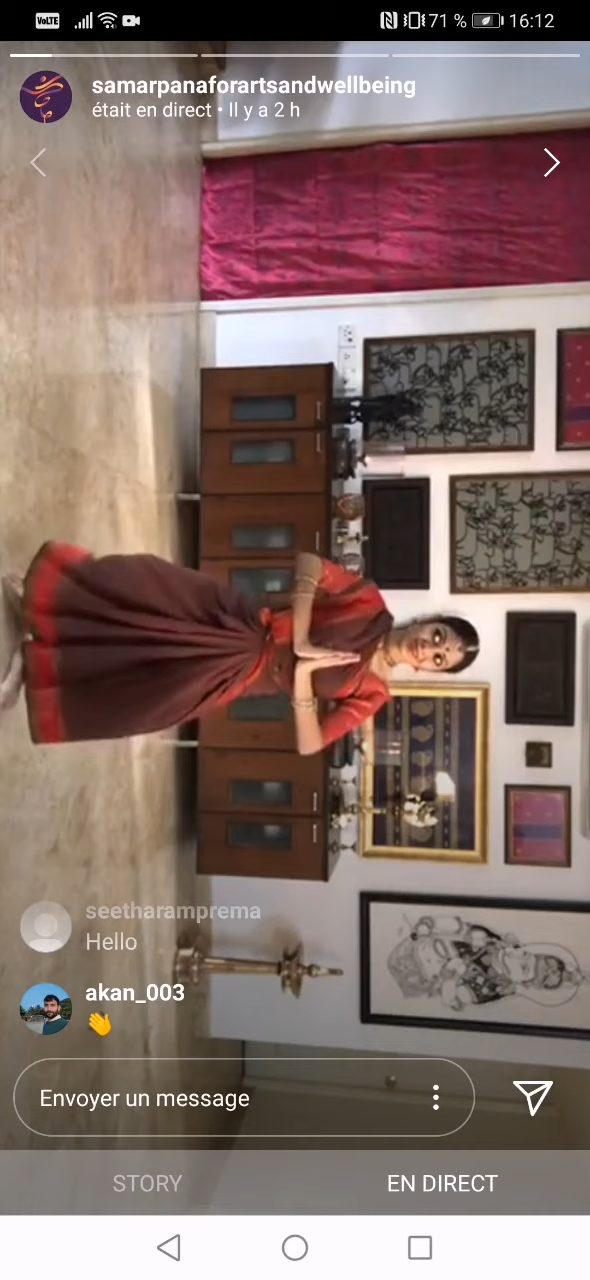 VoLTE 71 % 16:12
samarpanaforartsandwellbeing
était en direct • Il y a 2 h
seetharamprema
Hello
akan_003
👋
Envoyer un message
STORY EN DIRECT